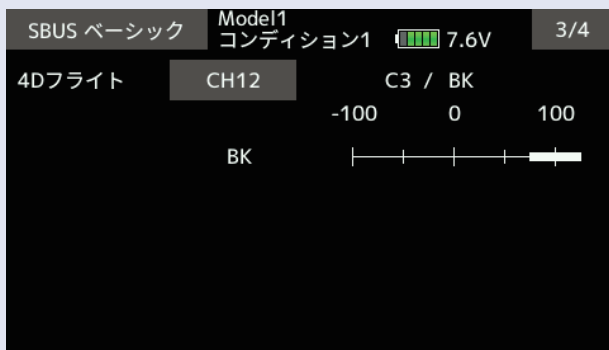 SBUS ベーシック
Model1
コンディション1 7.6V
3/4
4Dフライト CH12 C3 / BK
-100 0 100
BK